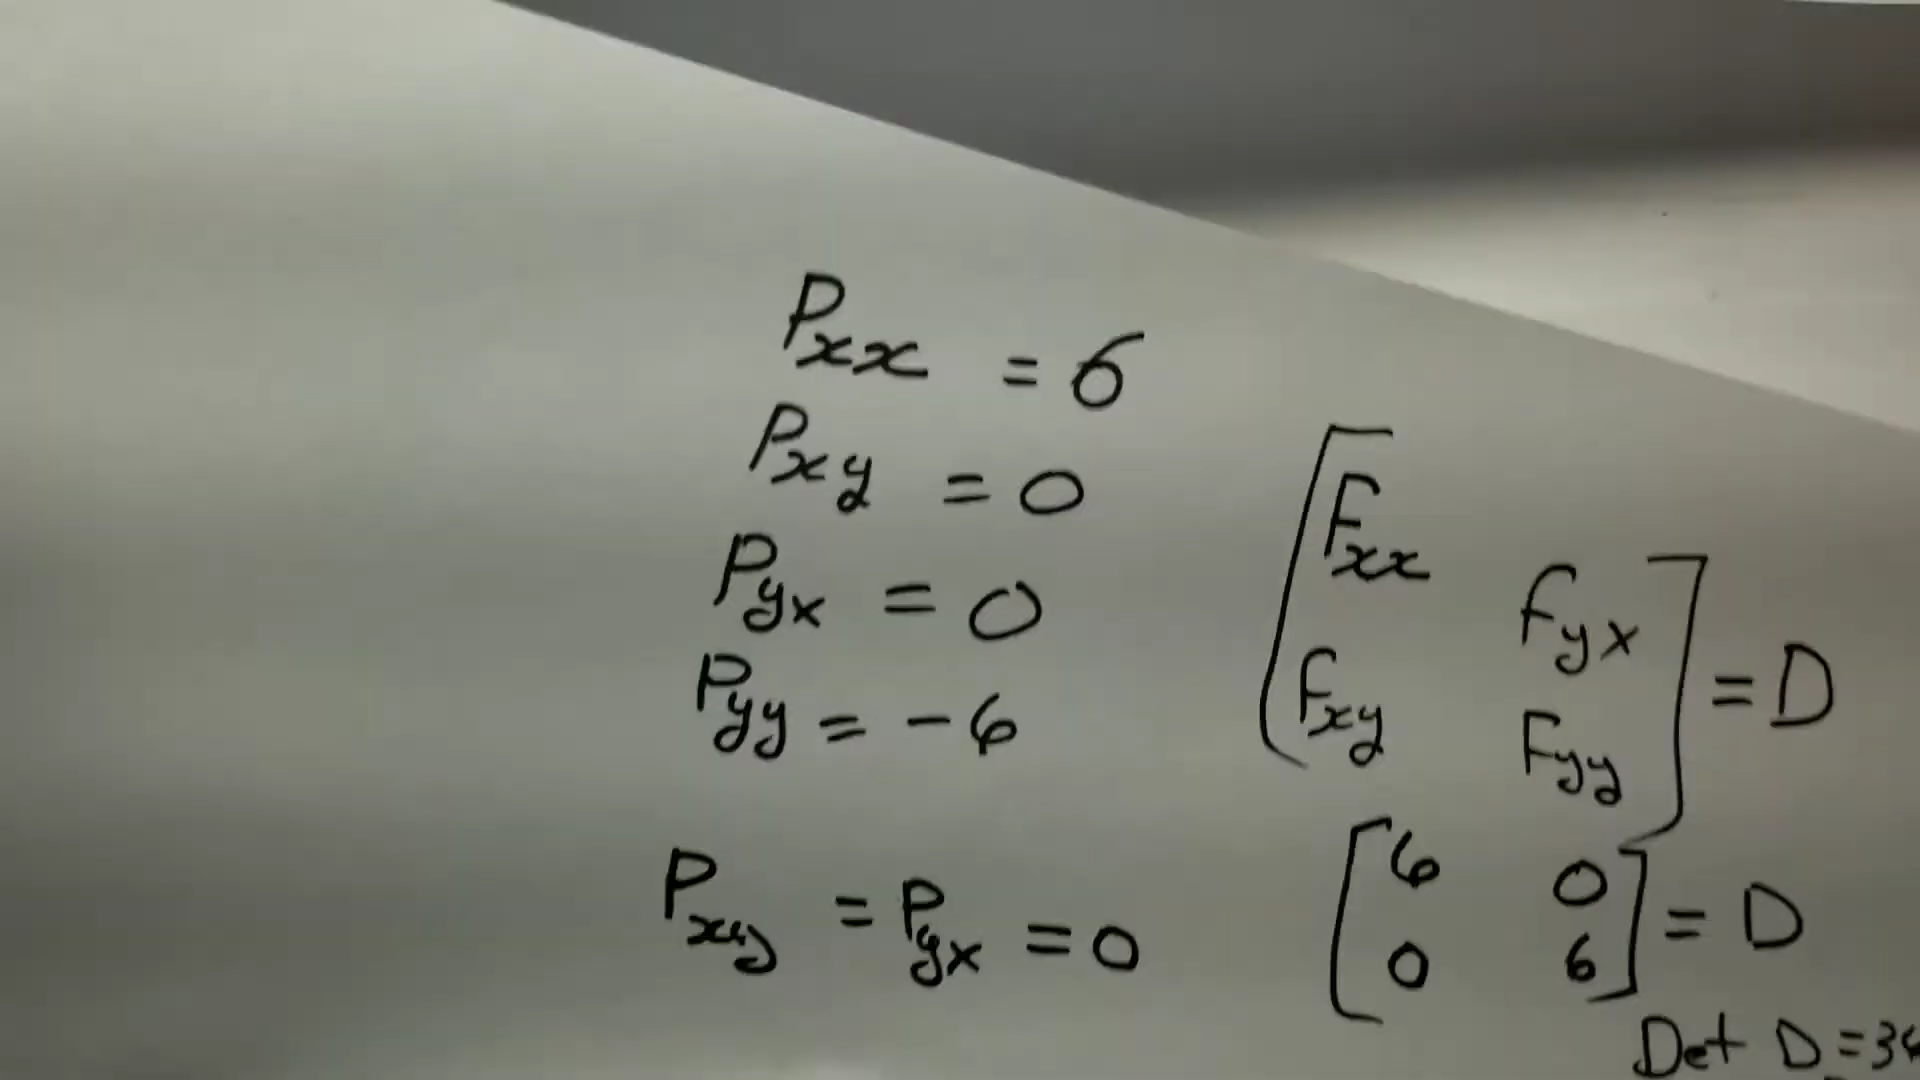 Pxx = 6
Pxy = 0
Pyx = 0
Pyy = -6
Pxy = Pyx = 0
[Fxx fyx
fxy Fyy] = D
[6 0
0 6] = D
Det D =